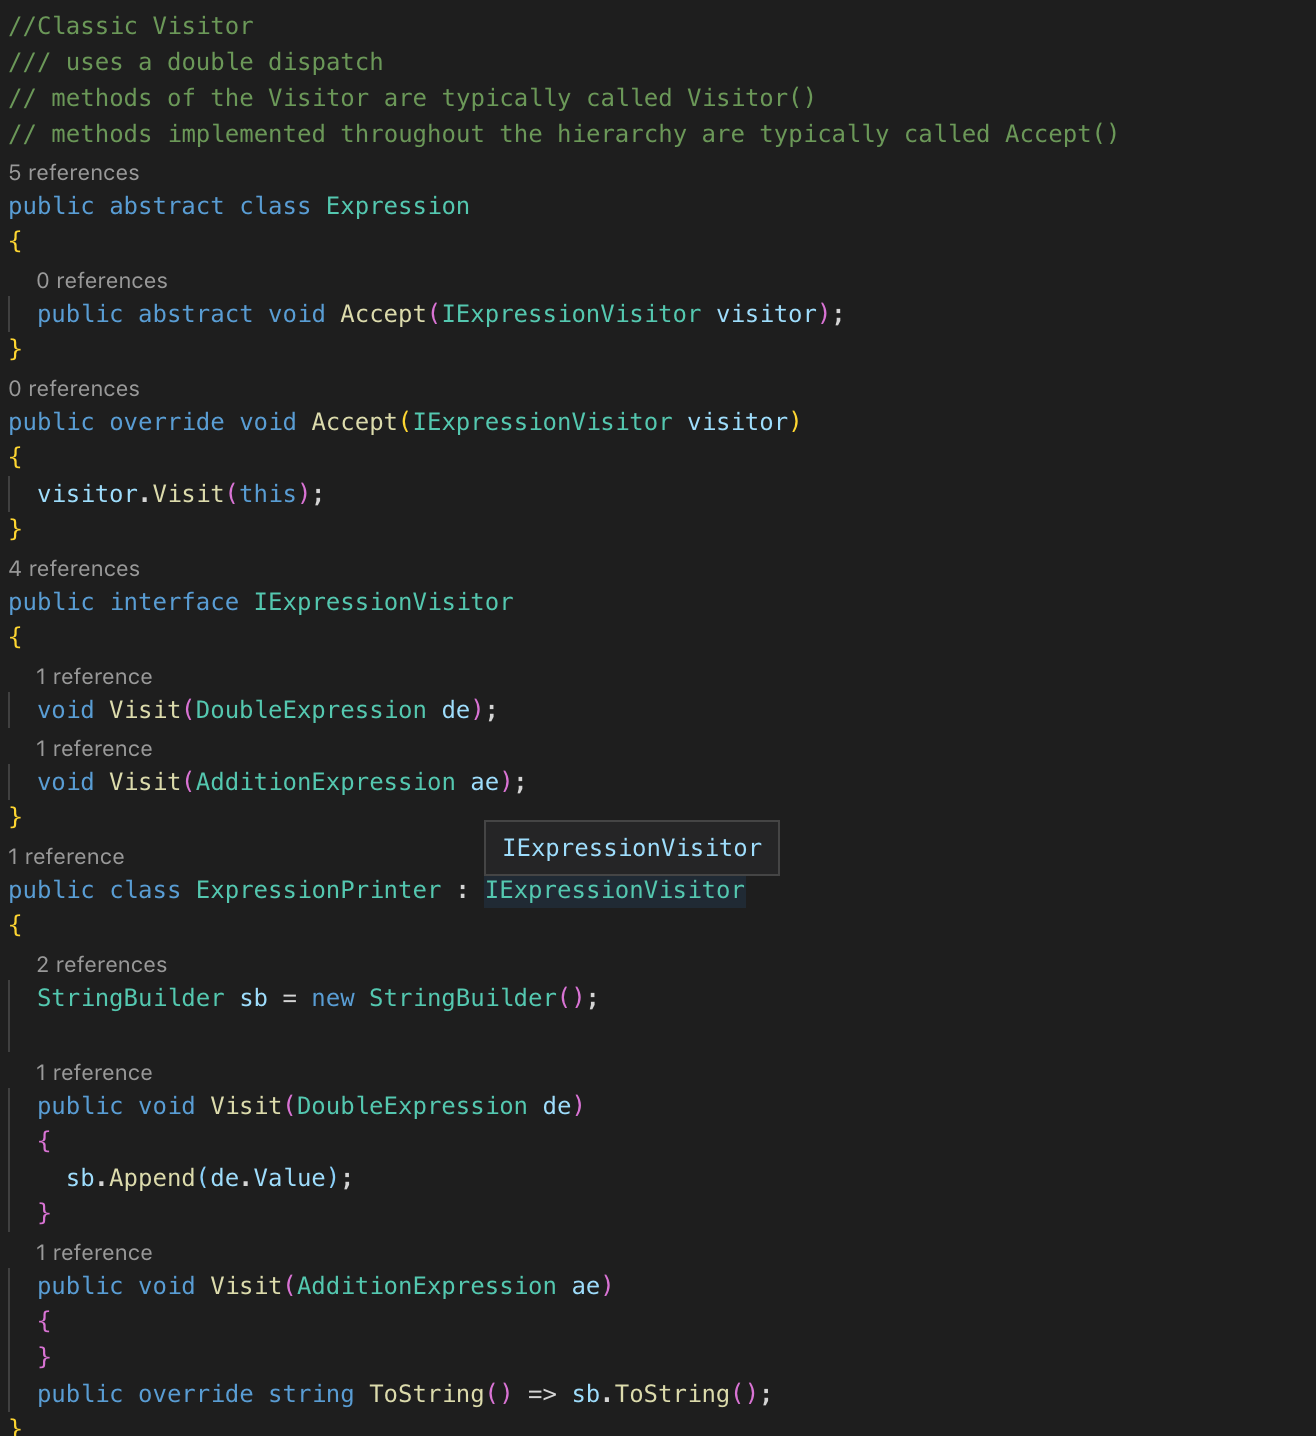 //Classic Visitor
/// uses a double dispatch
// methods of the Visitor are typically called Visitor()
// methods implemented throughout the hierarchy are typically called Accept()
5 references
public abstract class Expression
{
0 references
public abstract void Accept(IExpressionVisitor visitor);
}
0 references
public override void Accept(IExpressionVisitor visitor)
{
visitor.Visit(this);
}
4 references
public interface IExpressionVisitor
{
1 reference
void Visit(DoubleExpression de);
1 reference
void Visit(AdditionExpression ae);
}
IExpressionVisitor
1 reference
public class ExpressionPrinter : IExpressionVisitor
{
2 references
StringBuilder sb = new StringBuilder();
1 reference
public void Visit(DoubleExpression de)
{
sb.Append(de.Value);
}
1 reference
public void Visit(AdditionExpression ae)
{
}
public override string ToString() => sb.ToString();
}